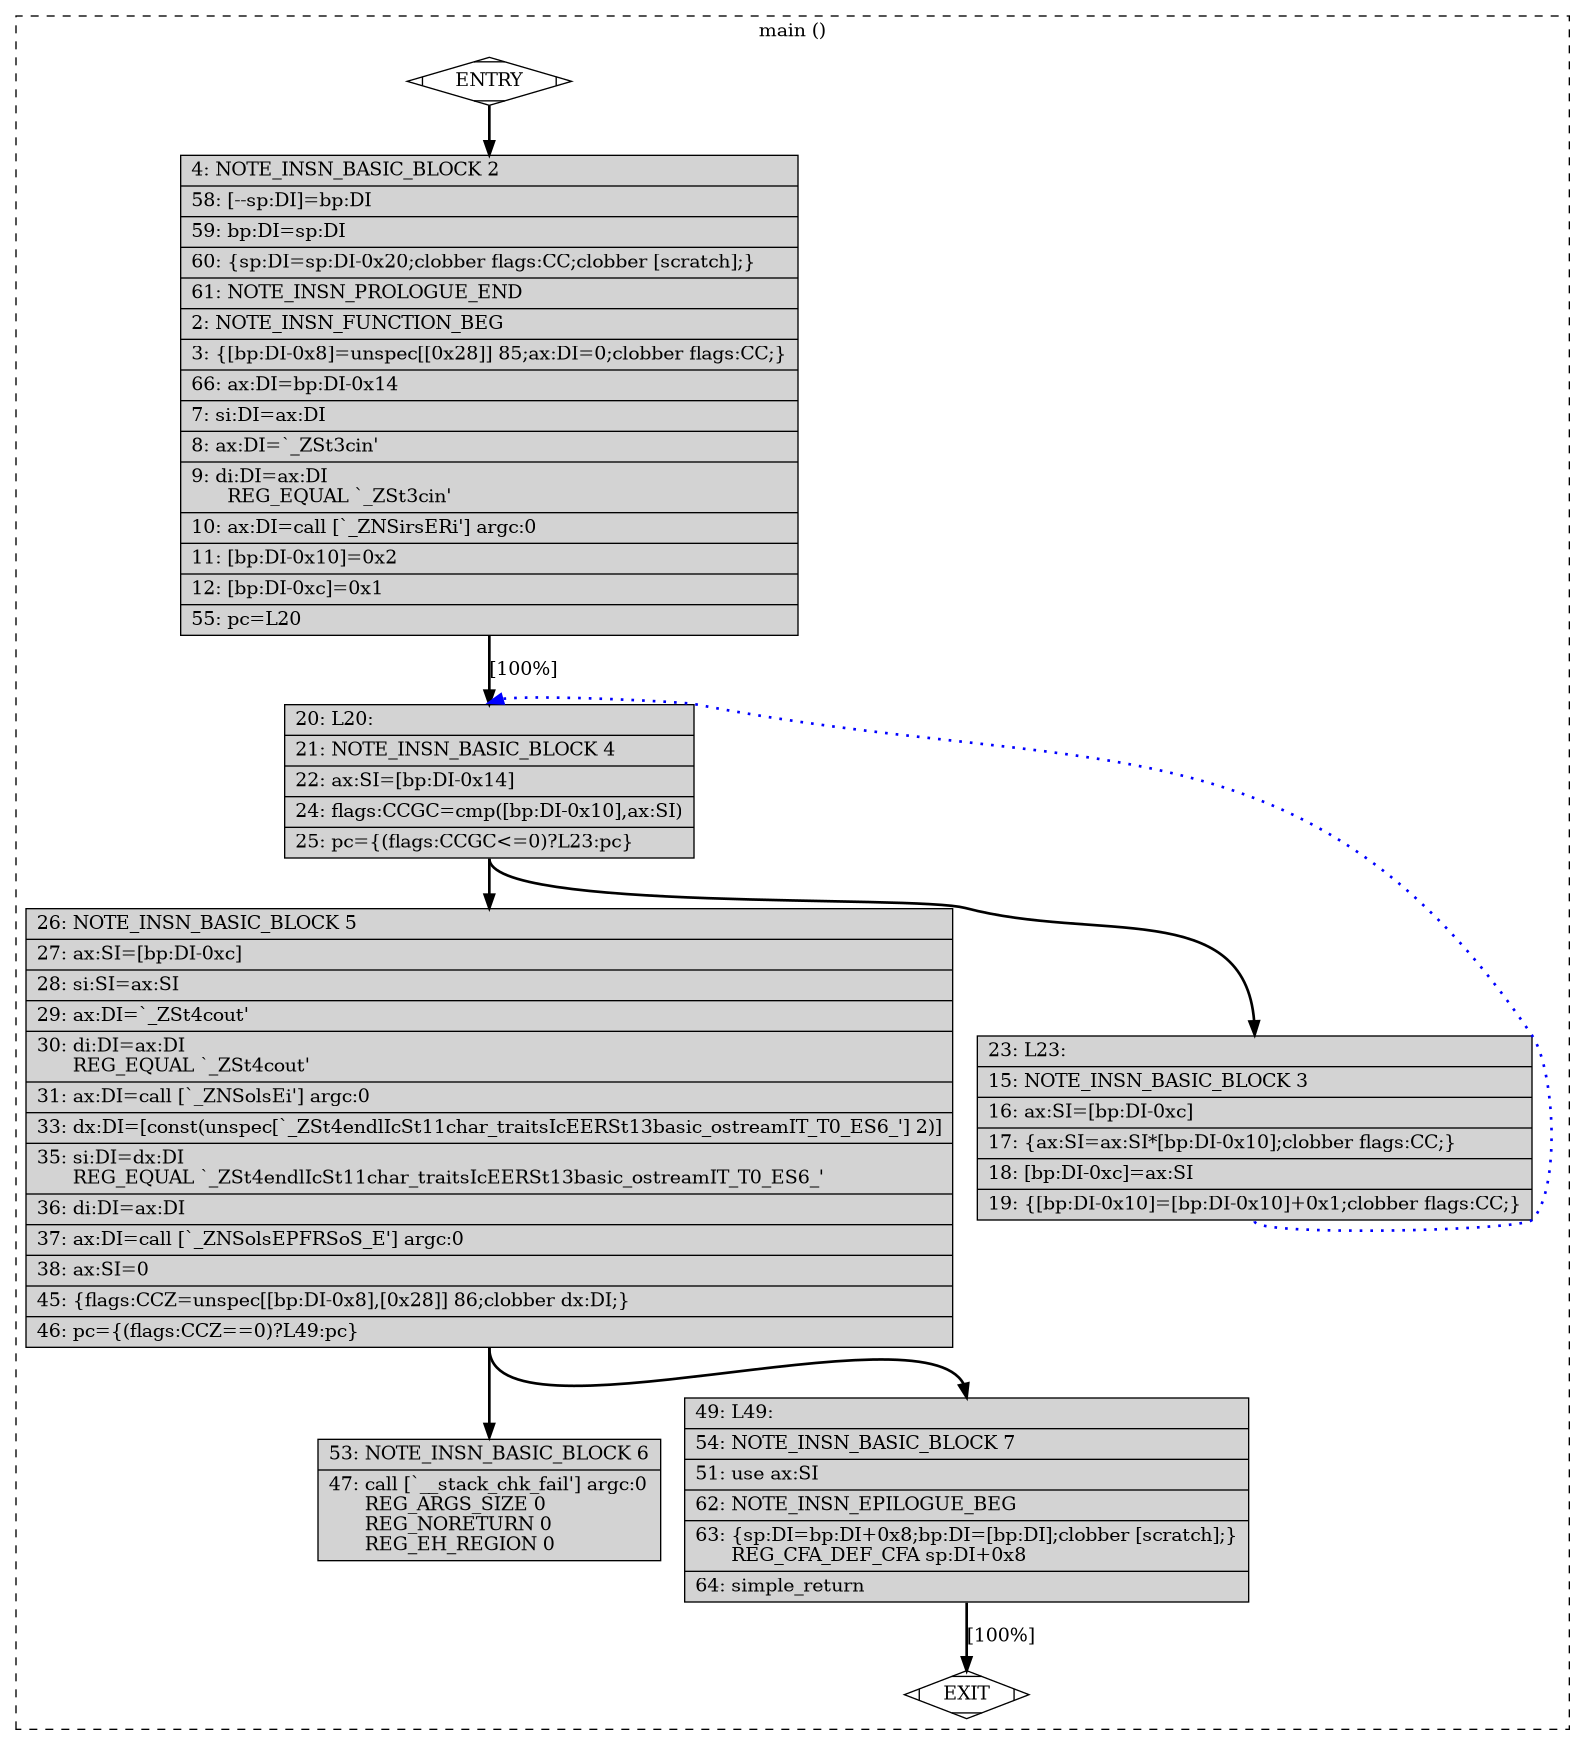 main ()
ENTRY
4: NOTE_INSN_BASIC_BLOCK 2
58: [--sp:DI]=bp:DI
59: bp:DI=sp:DI
60: {sp:DI=sp:DI-0x20;clobber flags:CC;clobber [scratch];}
61: NOTE_INSN_PROLOGUE_END
2: NOTE_INSN_FUNCTION_BEG
3: {[bp:DI-0x8]=unspec[[0x28]] 85;ax:DI=0;clobber flags:CC;}
66: ax:DI=bp:DI-0x14
7: si:DI=ax:DI
8: ax:DI=`_ZSt3cin'
9: di:DI=ax:DI
REG_EQUAL `_ZSt3cin'
10: ax:DI=call [`_ZNSirsERi'] argc:0
11: [bp:DI-0x10]=0x2
12: [bp:DI-0xc]=0x1
55: pc=L20
[100%]
20: L20:
21: NOTE_INSN_BASIC_BLOCK 4
22: ax:SI=[bp:DI-0x14]
24: flags:CCGC=cmp([bp:DI-0x10],ax:SI)
25: pc={(flags:CCGC<=0)?L23:pc}
26: NOTE_INSN_BASIC_BLOCK 5
27: ax:SI=[bp:DI-0xc]
28: si:SI=ax:SI
29: ax:DI=`_ZSt4cout'
30: di:DI=ax:DI
REG_EQUAL `_ZSt4cout'
31: ax:DI=call [`_ZNSolsEi'] argc:0
33: dx:DI=[const(unspec[`_ZSt4endlIcSt11char_traitsIcEERSt13basic_ostreamIT_T0_ES6_'] 2)]
35: si:DI=dx:DI
REG_EQUAL `_ZSt4endlIcSt11char_traitsIcEERSt13basic_ostreamIT_T0_ES6_'
36: di:DI=ax:DI
37: ax:DI=call [`_ZNSolsEPFRSoS_E'] argc:0
38: ax:SI=0
45: {flags:CCZ=unspec[[bp:DI-0x8],[0x28]] 86;clobber dx:DI;}
46: pc={(flags:CCZ==0)?L49:pc}
23: L23:
15: NOTE_INSN_BASIC_BLOCK 3
16: ax:SI=[bp:DI-0xc]
17: {ax:SI=ax:SI*[bp:DI-0x10];clobber flags:CC;}
18: [bp:DI-0xc]=ax:SI
19: {[bp:DI-0x10]=[bp:DI-0x10]+0x1;clobber flags:CC;}
53: NOTE_INSN_BASIC_BLOCK 6
47: call [`__stack_chk_fail'] argc:0
REG_ARGS_SIZE 0
REG_NORETURN 0
REG_EH_REGION 0
49: L49:
54: NOTE_INSN_BASIC_BLOCK 7
51: use ax:SI
62: NOTE_INSN_EPILOGUE_BEG
63: {sp:DI=bp:DI+0x8;bp:DI=[bp:DI];clobber [scratch];}
REG_CFA_DEF_CFA sp:DI+0x8
64: simple_return
[100%]
EXIT